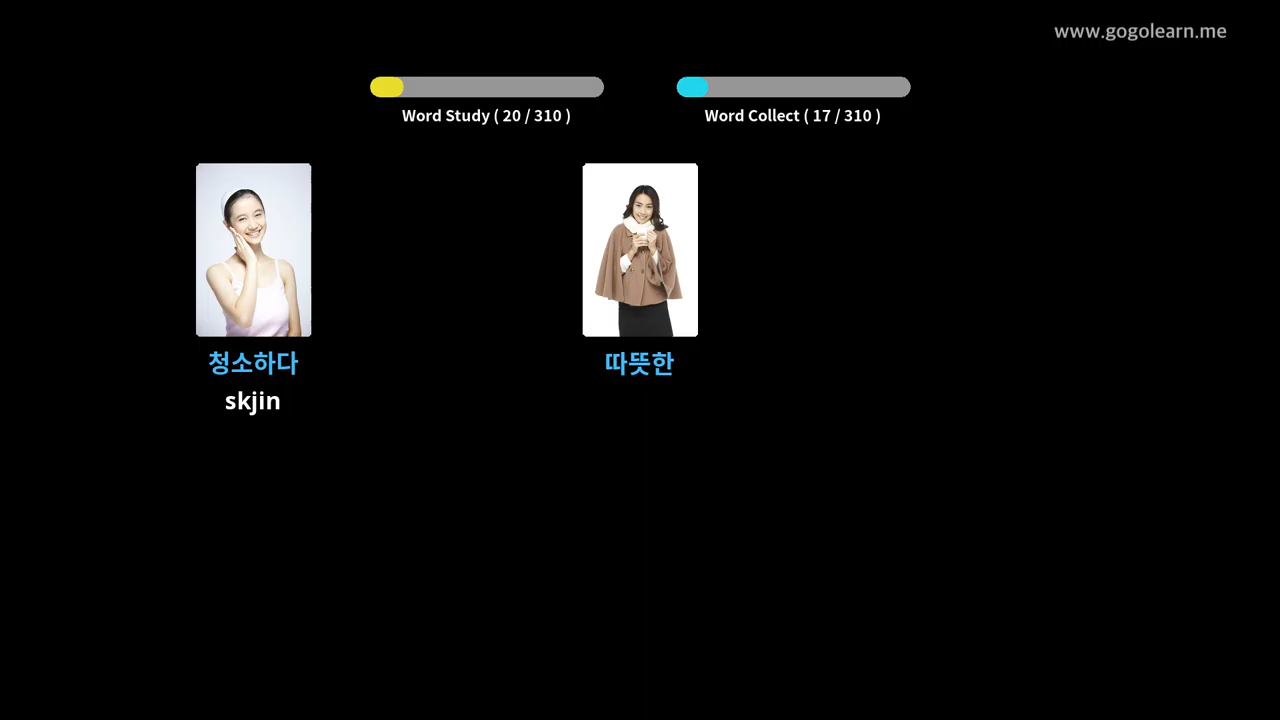 www.gogolearn.me
Word Study ( 20 / 310 )
Word Collect ( 17 / 310 )
청소하다
skjin
따뜻한